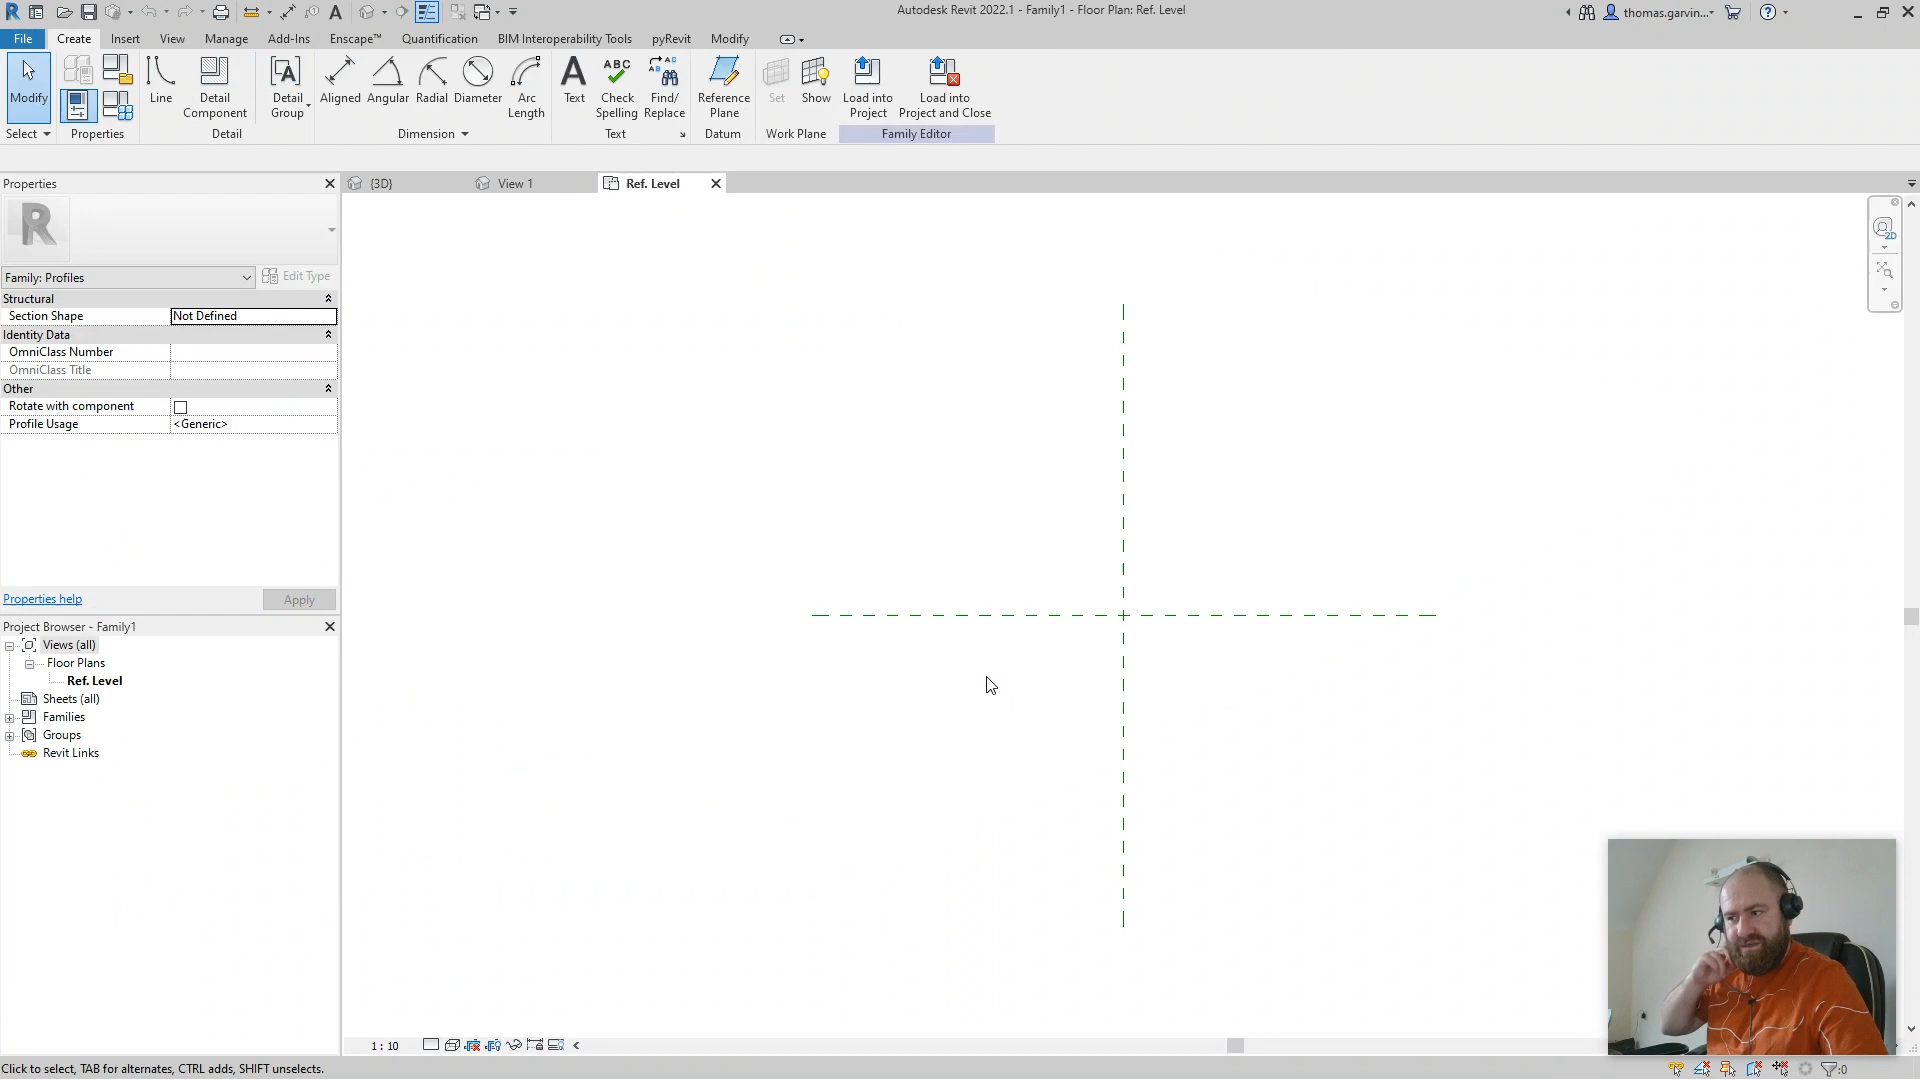 Autodesk Revit 2022.1 - Family1 - Floor Plan: Ref. Level
thomas.garvin...
File Create Insert View Manage Add-Ins Enscape™ Quantification BIM Interoperability Tools pyRevit Modify
Modify
Line
Detail Component
Detail Group
Aligned
Angular
Radial
Diameter
Arc Length
Text
ABC Check Spelling
Find/ Replace
Reference Plane
Set
Show
Load into Project
Load into Project and Close
Select Properties Detail Dimension Text Datum Work Plane Family Editor
Properties
{3D} View 1 Ref. Level
Family: Profiles
Edit Type
Structural
Section Shape Not Defined
Identity Data
OmniClass Number
OmniClass Title
Other
Rotate with component
Profile Usage <Generic>
Properties help Apply
Project Browser - Family1
Views (all)
Floor Plans
Ref. Level
Sheets (all)
Families
Groups
Revit Links
2D
1 : 10
Click to select, TAB for alternates, CTRL adds, SHIFT unselects.
:0